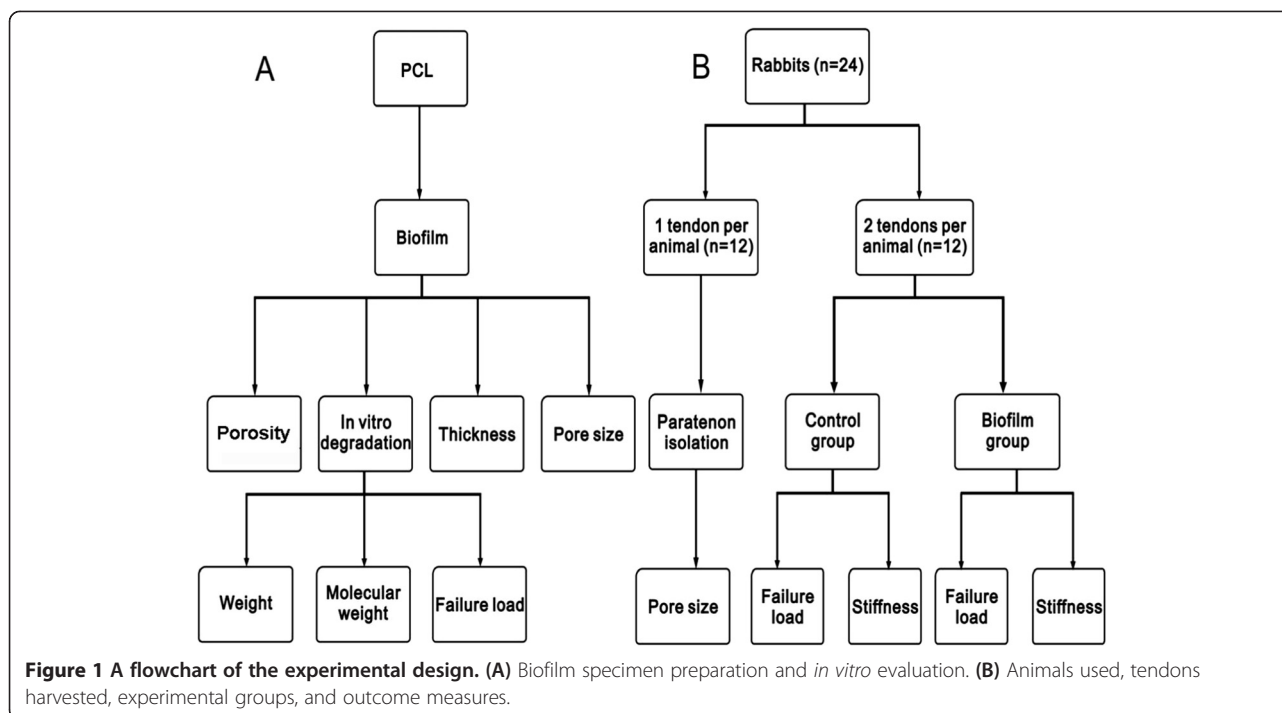 A
PCL
Biofilm
Porosity
In vitro
degradation
Thickness
Pore size
Weight
Molecular
weight
Failure load
B
Rabbits (n=24)
1 tendon per
animal (n=12)
2 tendons per
animal (n=12)
Paratenon
isolation
Control
group
Biofilm
group
Pore size
Failure
load
Stiffness
Failure
load
Stiffness
Figure 1 A flowchart of the experimental design. (A) Biofilm specimen preparation and in vitro evaluation. (B) Animals used, tendons
harvested, experimental groups, and outcome measures.